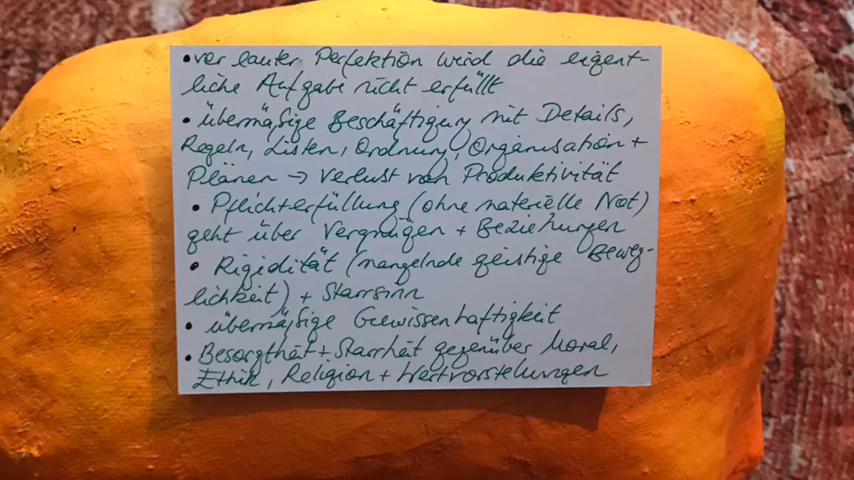 • vor lauter Perfektion wird die eigent-
liche Aufgabe nicht erfüllt
• übermäßige Beschäftigung mit Details,
Regeln, Listen, Ordnung, Organisation +
Plänen → Verlust von Produktivität
• Pflichterfüllung (ohne materielle Not)
geht über Vergnügen + Beziehungen
• Rigidität (mangelnde geistige Beweg-
lichkeit) + Starrsinn
• übermäßige Gewissenhaftigkeit
• Besorgtheit + Starrheit gegenüber Moral,
Ethik, Religion + Wertvorstellungen